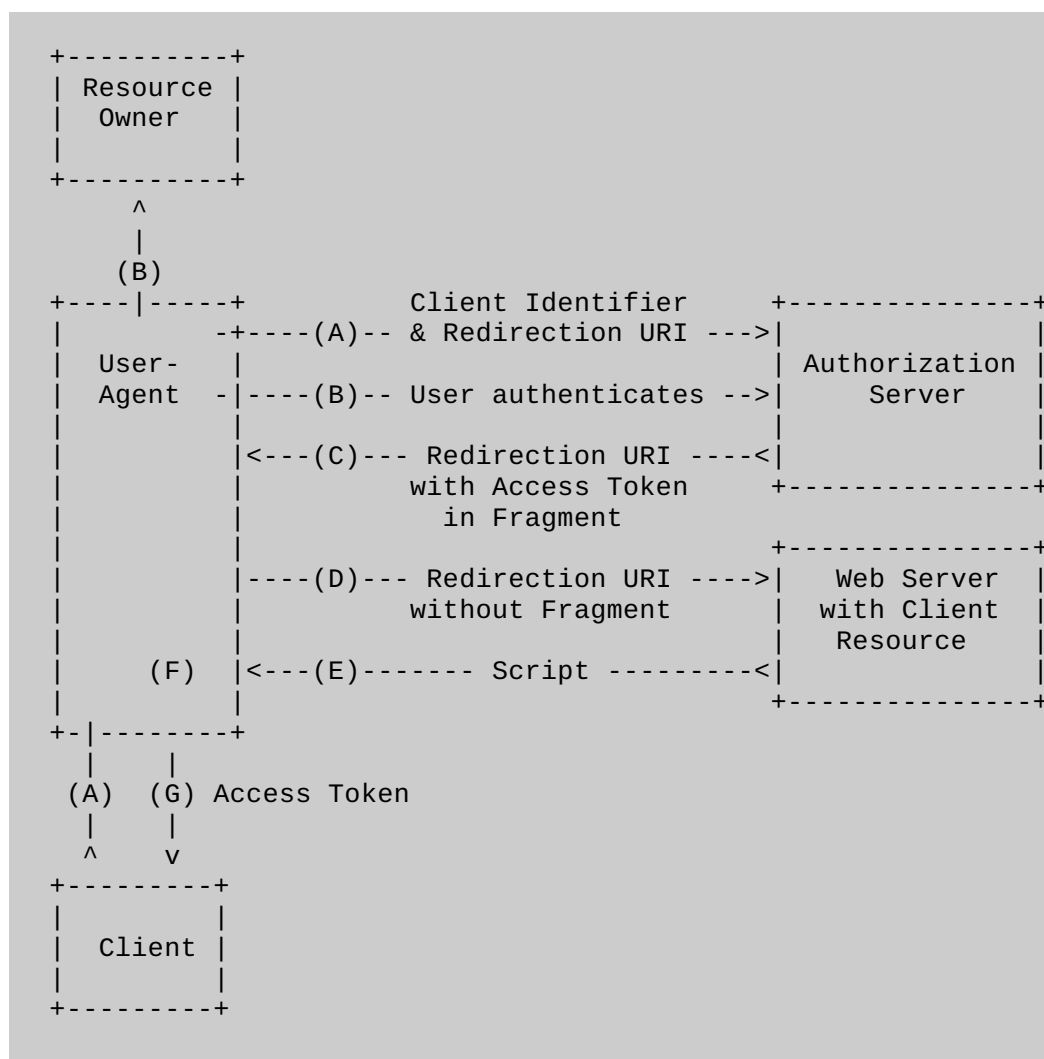 +----------+
| Resource |
|  Owner   |
|          |
+----------+
     ^
     |
    (B)
+----|-----+          Client Identifier     +---------------+
|         -+----(A)-- & Redirection URI --->|               |
|  User-   |                                | Authorization |
|  Agent  -|----(B)-- User authenticates -->|     Server    |
|          |                                |               |
|          |<---(C)--- Redirection URI ----<|               |
|          |          with Access Token     +---------------+
|          |            in Fragment
|          |                                +---------------+
|          |----(D)--- Redirection URI ---->|   Web Server  |
|          |          without Fragment      |  with Client  |
|          |                                |   Resource    |
|     (F)  |<---(E)------- Script ---------<|               |
|          |                                +---------------+
+-|--------+
  |    |
 (A)  (G) Access Token
  |    |
  ^    v
+---------+
|         |
|  Client |
|         |
+---------+